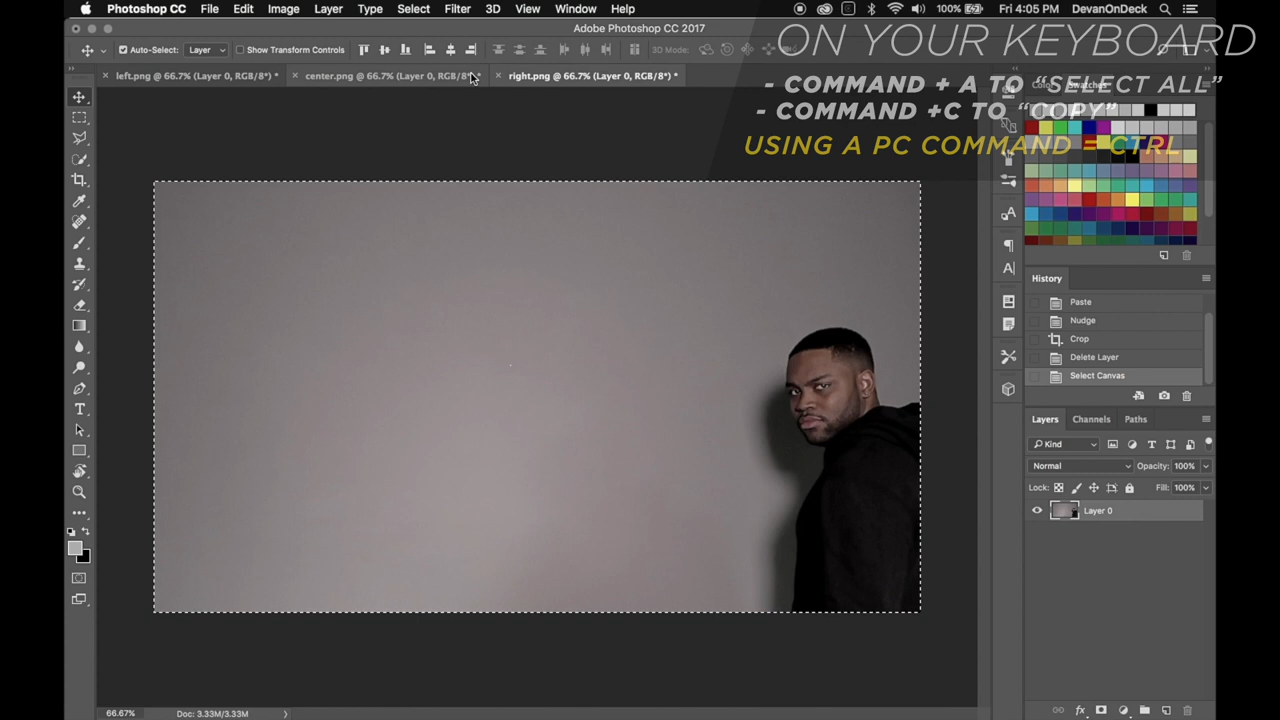 Photoshop CC File Edit Image Layer Type Select Filter 3D View Window Help 100% Fri 4:05 PM DevanOnDeck
Adobe Photoshop CC 2017
Auto-Select: Layer Show Transform Controls 3D Mode:
ON YOUR KEYBOARD
- COMMAND + A TO “SELECT ALL”
- COMMAND +C TO “COPY”
USING A PC COMMAND = CTRL
left.png @ 66.7% (Layer 0, RGB/8*) * center.png @ 66.7% (Layer 0, RGB/8*) * right.png @ 66.7% (Layer 0, RGB/8*) *
Color Swatches
History
Paste
Nudge
Crop
Delete Layer
Select Canvas
Layers Channels Paths
Kind
Normal Opacity: 100%
Lock: Fill: 100%
Layer 0
66.67% Doc: 3.33M/3.33M